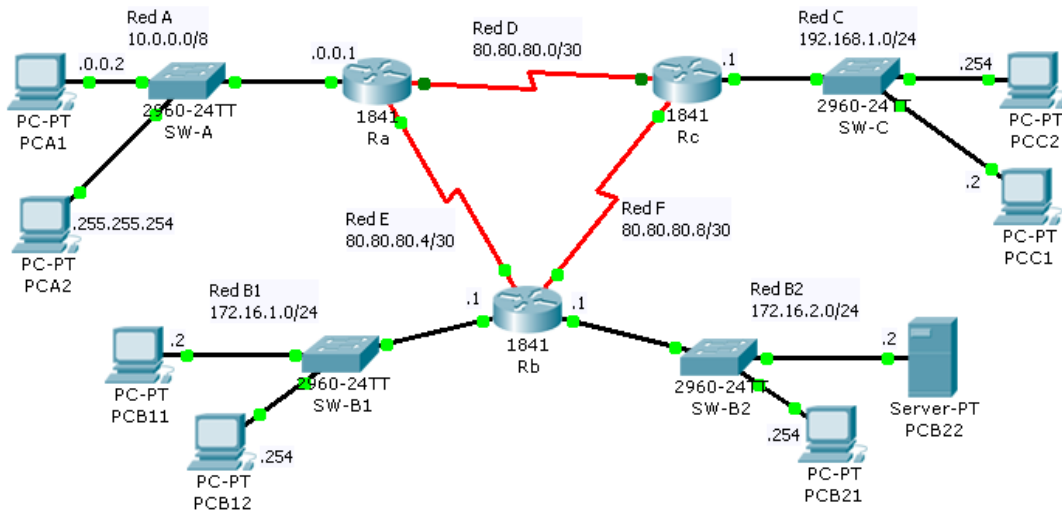 Red A
10.0.0.0/8
.0.0.2
.0.0.1
PC-PT
PCA1
2960-24TT
SW-A
1841
Ra
.255.255.254
PC-PT
PCA2
Red D
80.80.80.0/30
Red C
192.168.1.0/24
.1
1841
Rc
2960-24TT
SW-C
.254
PC-PT
PCC2
.2
PC-PT
PCC1
Red E
80.80.80.4/30
Red F
80.80.80.8/30
Red B1
172.16.1.0/24
.2
PC-PT
PCB11
2960-24TT
SW-B1
.254
PC-PT
PCB12
.1
.1
1841
Rb
Red B2
172.16.2.0/24
2960-24TT
SW-B2
.2
Server-PT
PCB22
.254
PC-PT
PCB21